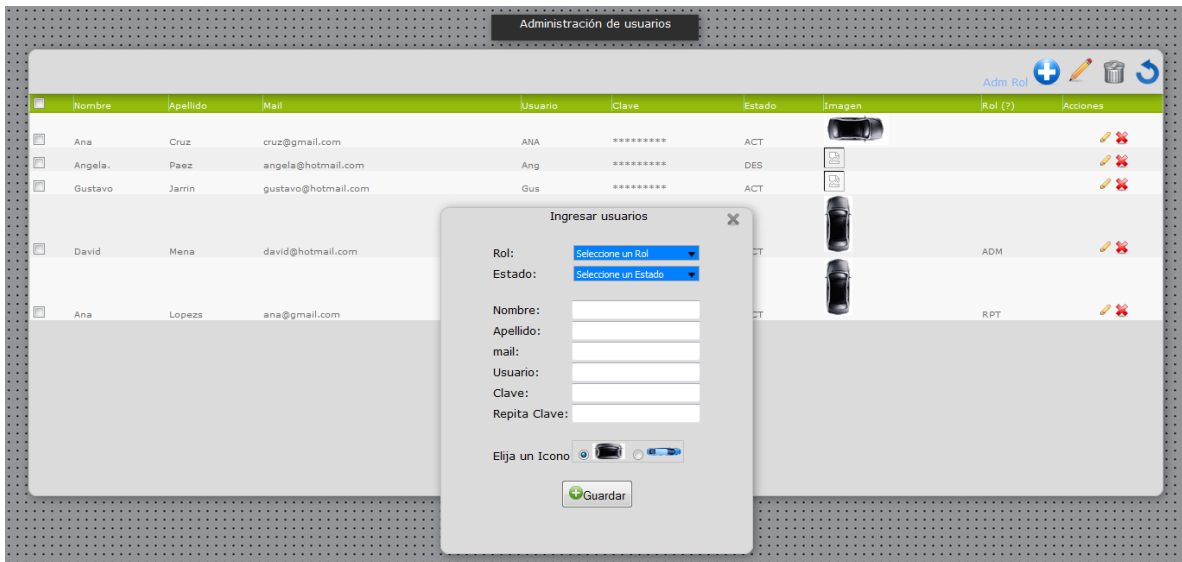 Administración de usuarios
Adm Rol
Nombre Apellido Mail Usuario Clave Estado Imagen Rol (?) Acciones
Ana Cruz cruz@gmail.com ANA ********* ACT
Angela. Paez angela@hotmail.com Ang ********* DES
Gustavo Jarrin gustavo@hotmail.com Gus ********* ACT
David Mena david@hotmail.com CT ADM
Ana Lopezs ana@gmail.com CT RPT
Ingresar usuarios
Rol: Seleccione un Rol
Estado: Seleccione un Estado
Nombre:
Apellido:
mail:
Usuario:
Clave:
Repita Clave:
Elija un Icono
Guardar